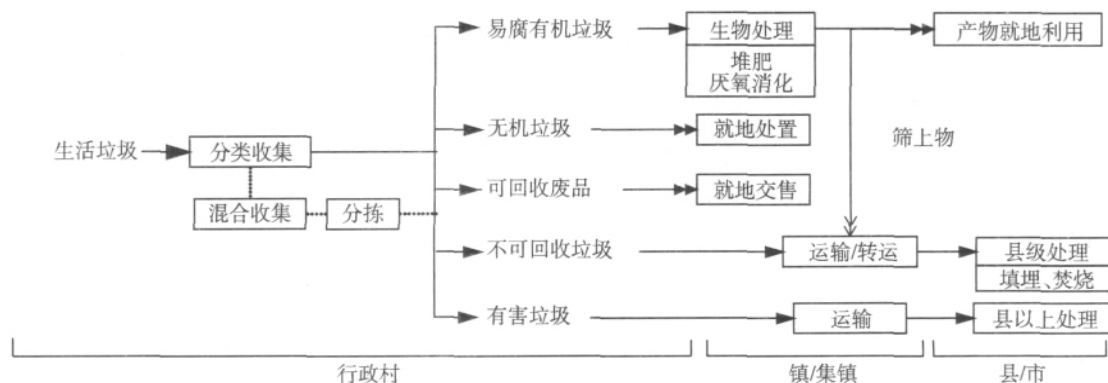 易腐有机垃圾
生物处理
产物就地利用
堆肥
厌氧消化
无机垃圾
就地处置
筛上物
生活垃圾
分类收集
可回收废品
就地交售
混合收集
分拣
不可回收垃圾
运输/转运
县级处理
填埋、焚烧
有害垃圾
运输
县以上处理
行政村
镇/集镇
县/市